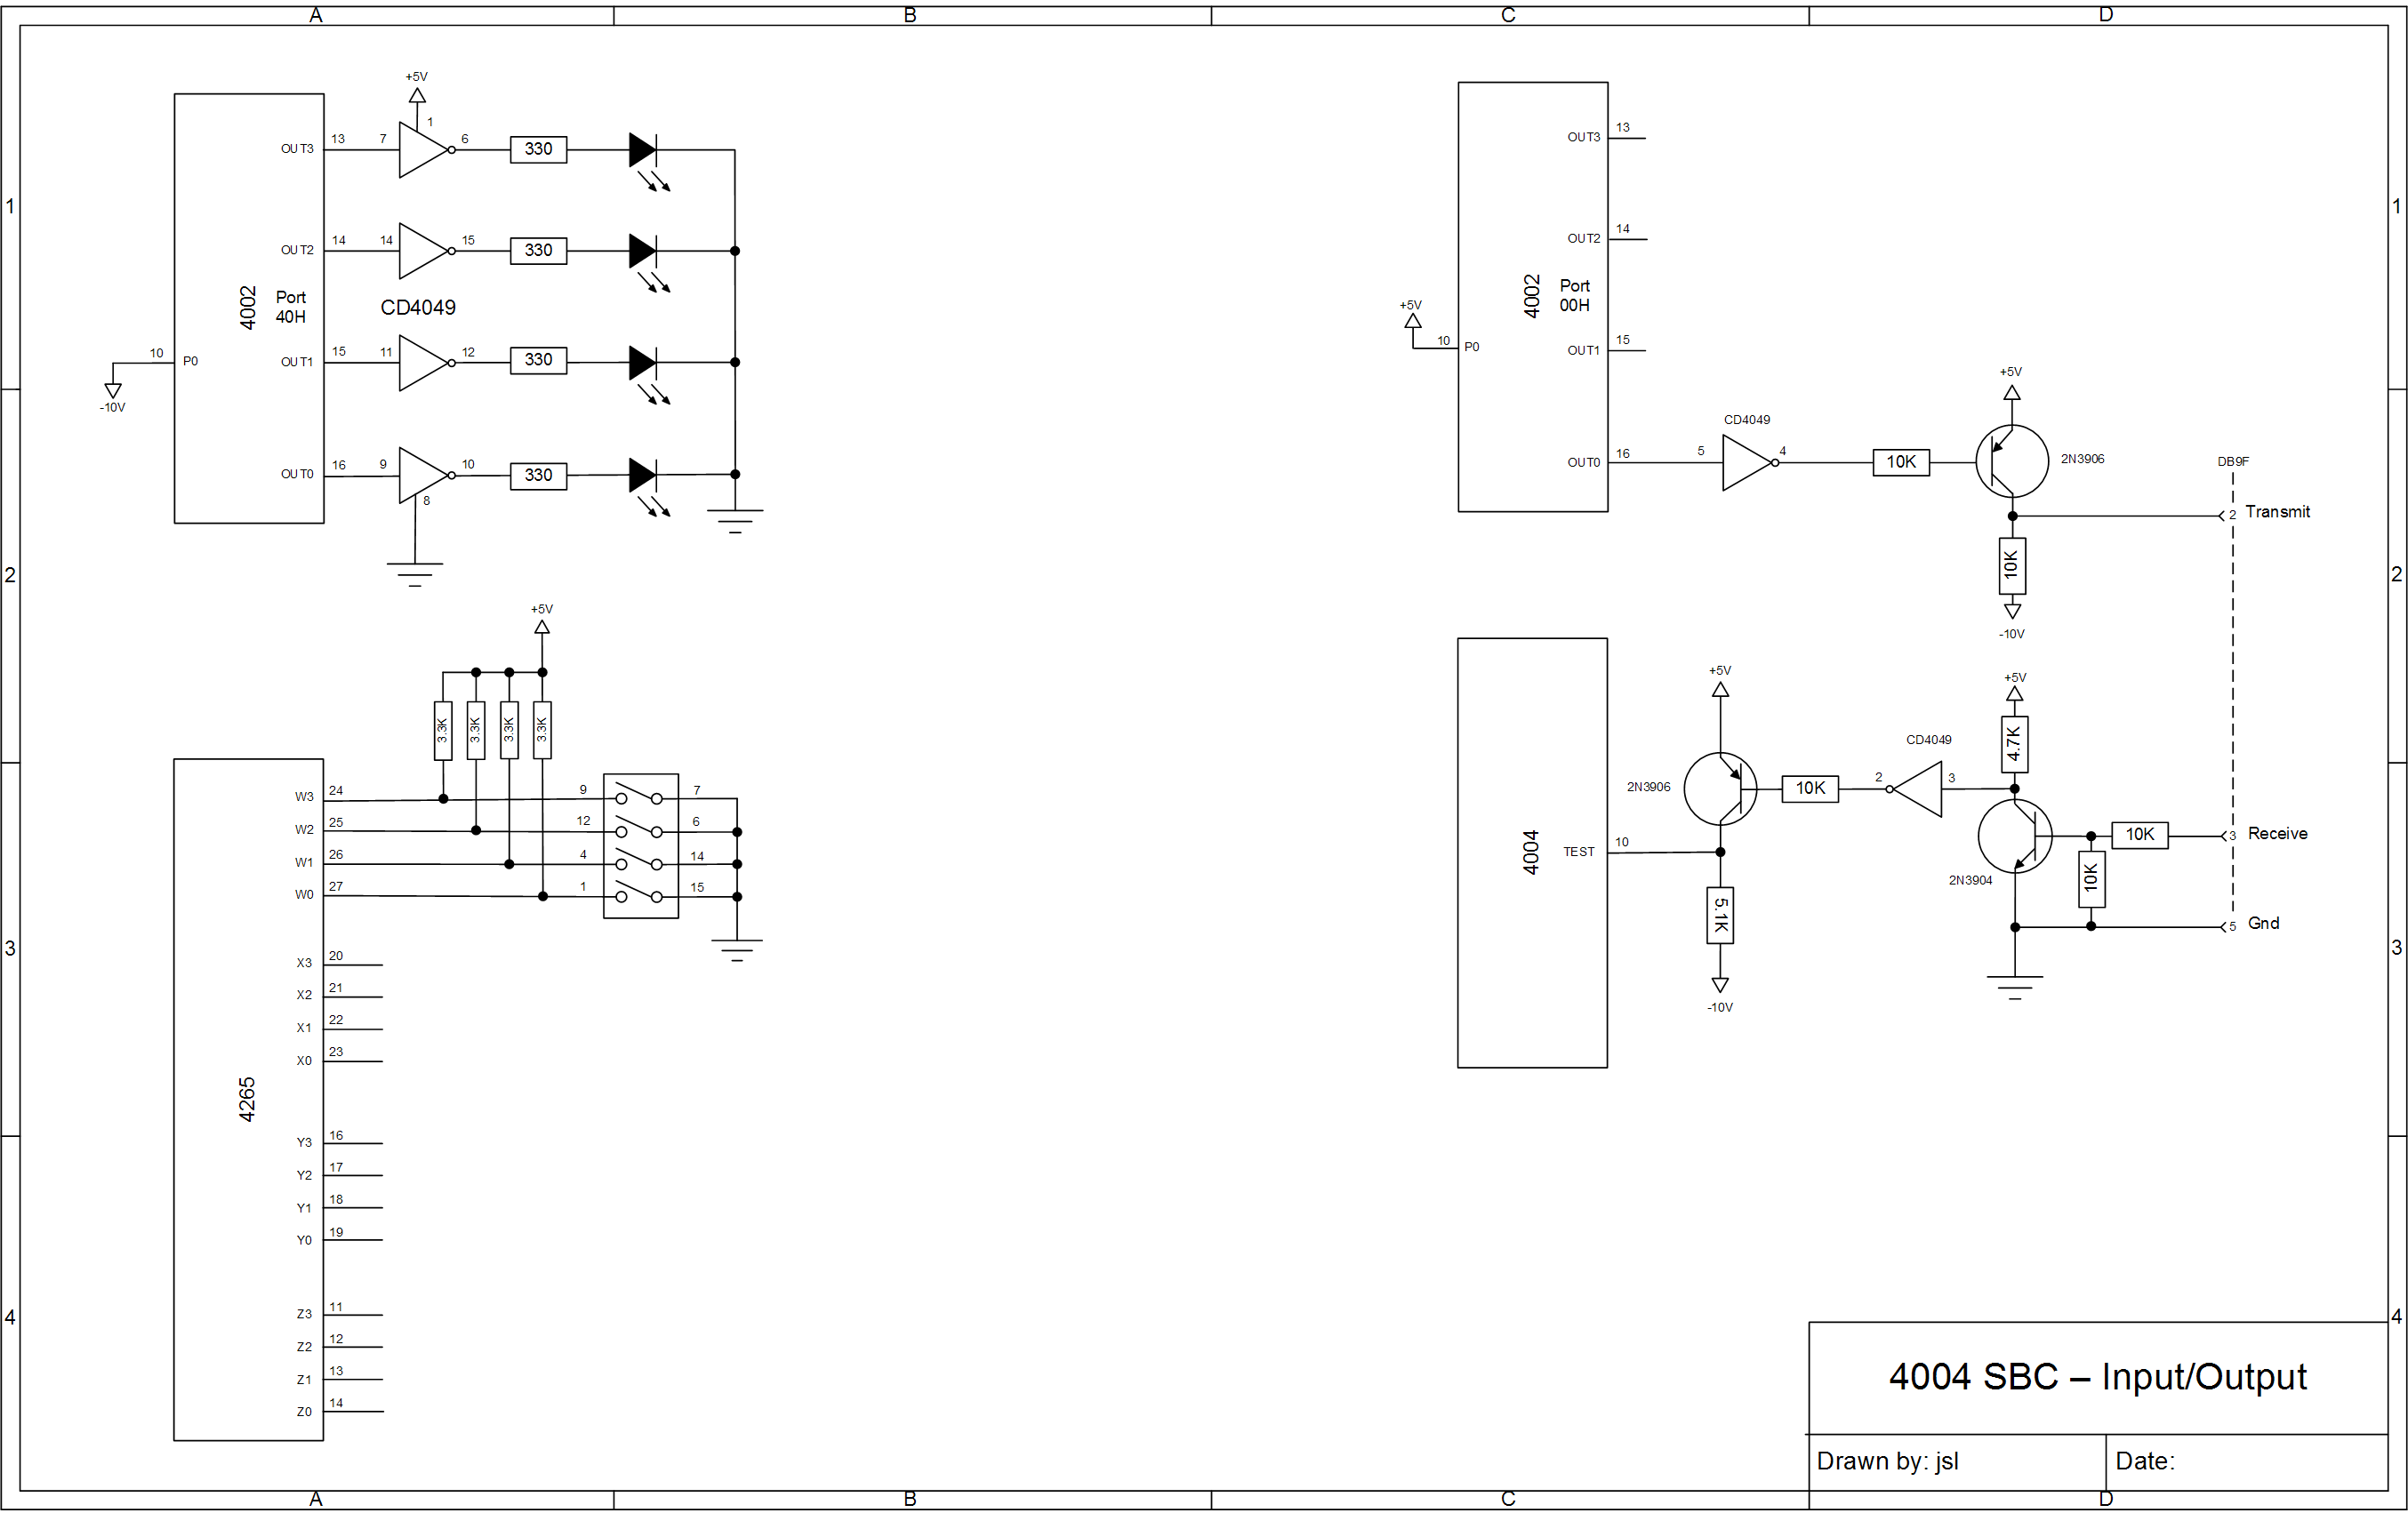 A
B
C
D
1
2
3
4
1
2
3
4
A
B
C
D
+5V
1
OUT3
13
7
6
330
OUT2
14
14
15
330
4002
Port
40H
CD4049
10
P0
-10V
OUT1
15
11
12
330
OUT0
16
9
10
330
8
+5V
3.3K
3.3K
3.3K
3.3K
4265
W3
24
9
7
W2
25
12
6
W1
26
4
14
W0
27
1
15
X3
20
X2
21
X1
22
X0
23
Y3
16
Y2
17
Y1
18
Y0
19
Z3
11
Z2
12
Z1
13
Z0
14
OUT3
13
OUT2
14
4002
Port
00H
+5V
10
P0
OUT1
15
OUT0
16
CD4049
5
4
10K
+5V
2N3906
DB9F
2
Transmit
10K
-10V
4004
TEST
10
+5V
2N3906
5.1K
-10V
10K
CD4049
2
3
+5V
4.7K
2N3904
10K
3
Receive
10K
5
Gnd
4004 SBC – Input/Output
Drawn by: jsl
Date: